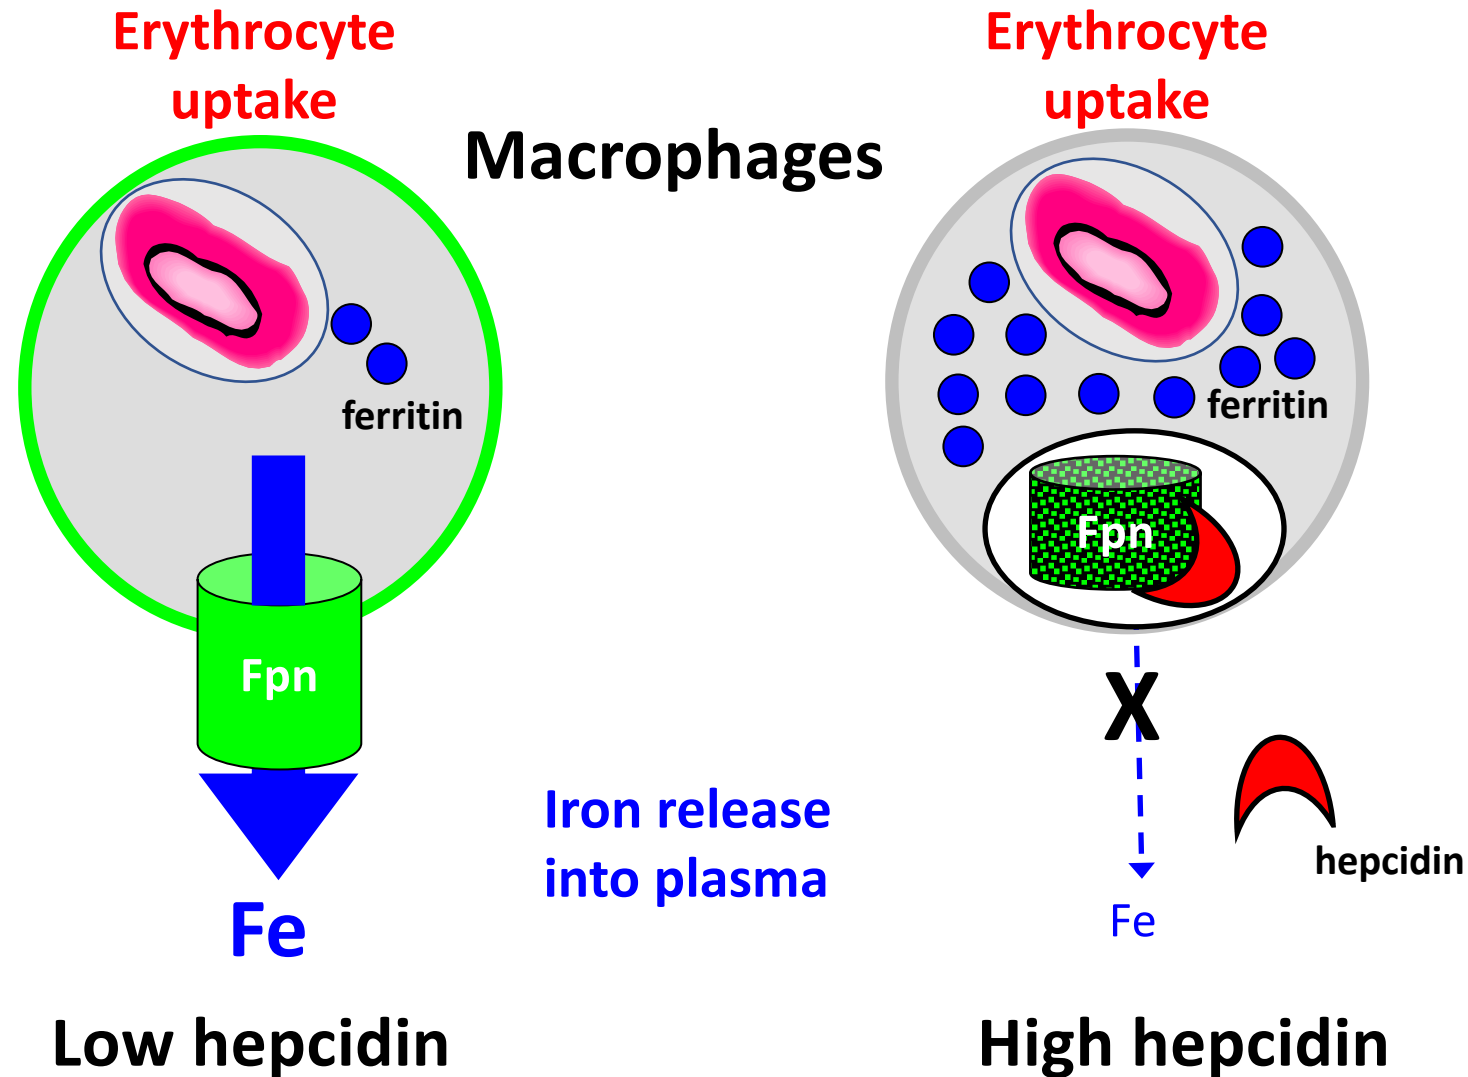 Erythrocyte
uptake
Erythrocyte
uptake
Macrophages
ferritin
ferritin
Fpn
Fpn
X
Iron release
into plasma
hepcidin
Fe
Fe
Low hepcidin
High hepcidin